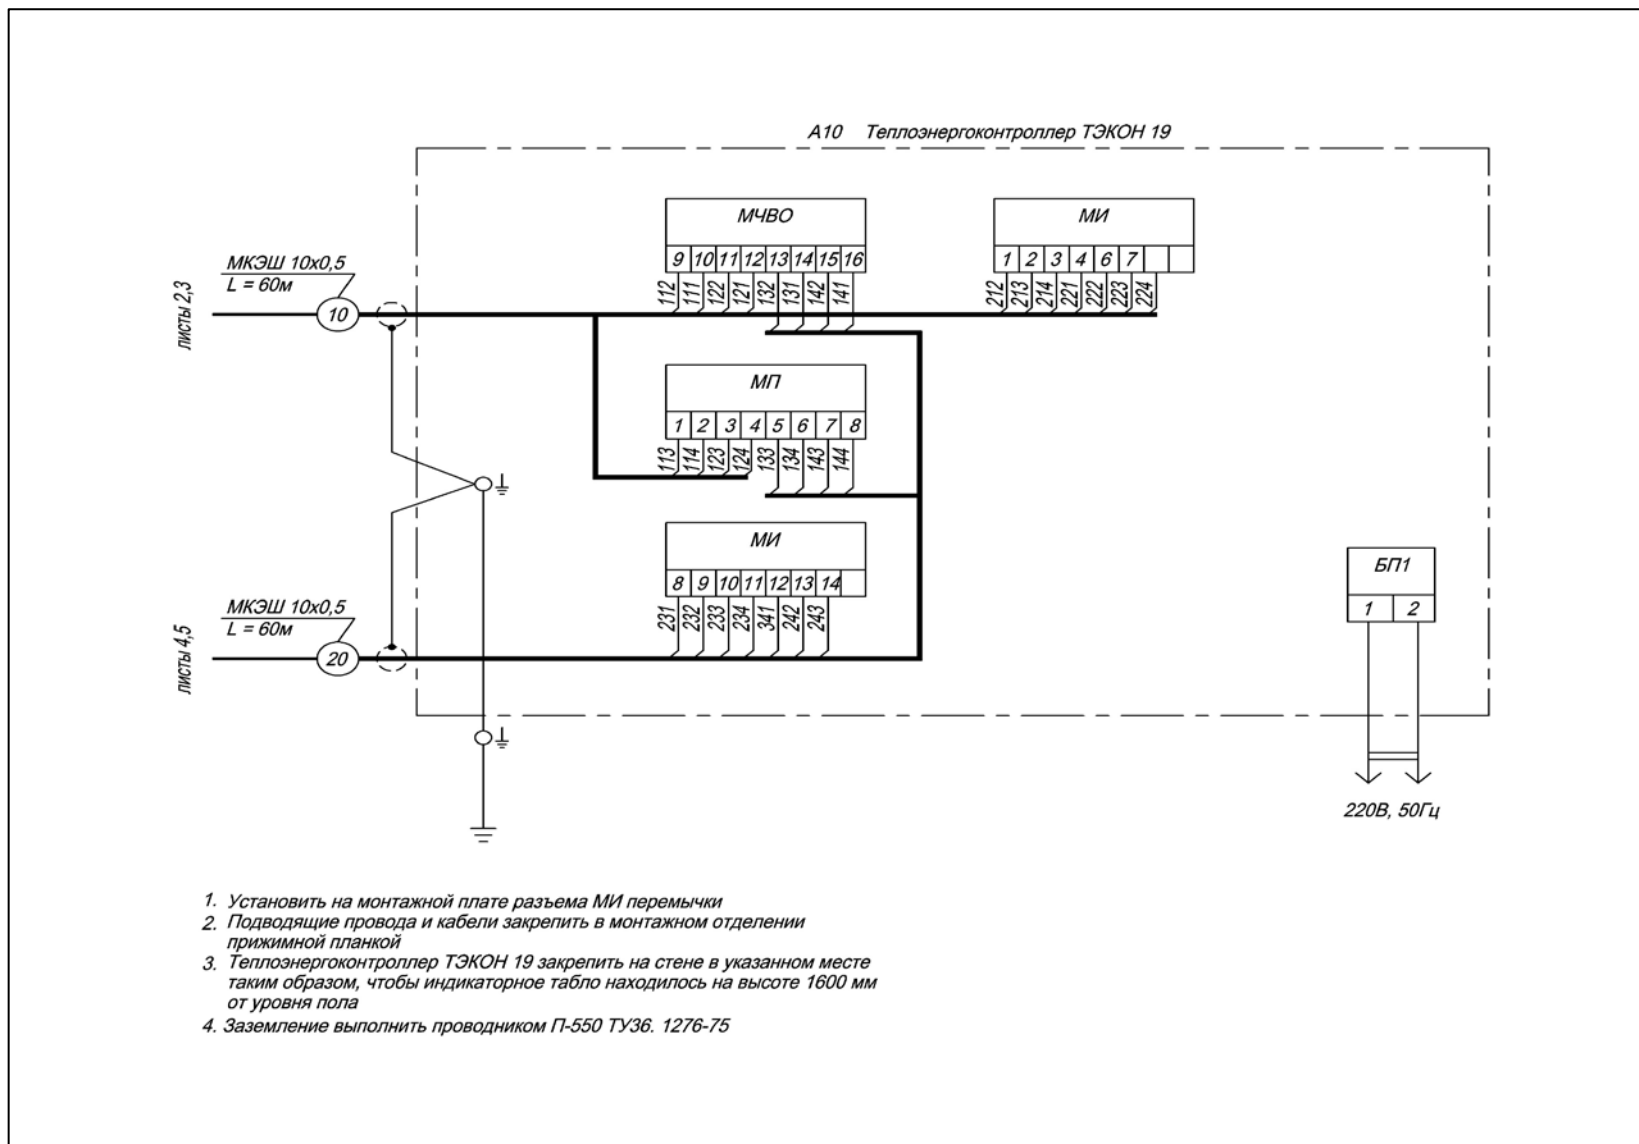 А10 Теплоэнергоконтроллер ТЭКОН 19
МЧВО
9 10 11 12 13 14 15 16
112 111 122 121 132 131 142 141
МИ
1 2 3 4 6 7
212 213 214 221 222 223 224
МКЭШ 10х0,5
L = 60м
10
листы 2,3
МП
1 2 3 4 5 6 7 8
113 114 123 124 133 134 143 144
МИ
8 9 10 11 12 13 14
231 232 233 234 341 242 243
МКЭШ 10х0,5
L = 60м
20
листы 4,5
БП1
1 2
220В, 50Гц
1. Установить на монтажной плате разъема МИ перемычки
2. Подводящие провода и кабели закрепить в монтажном отделении
прижимной планкой
3. Теплоэнергоконтроллер ТЭКОН 19 закрепить на стене в указанном месте
таким образом, чтобы индикаторное табло находилось на высоте 1600 мм
от уровня пола
4. Заземление выполнить проводником П-550 ТУ36. 1276-75